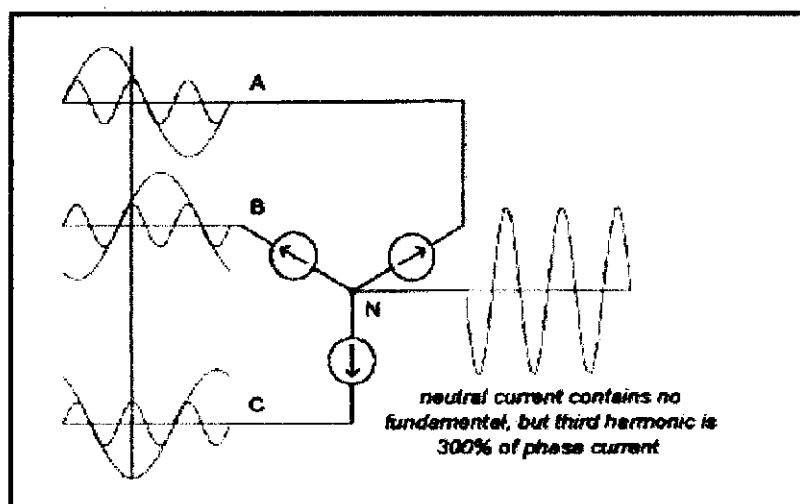 A
B
N
C
neutral current contains no
fundamental, but third harmonic is
300% of phase current